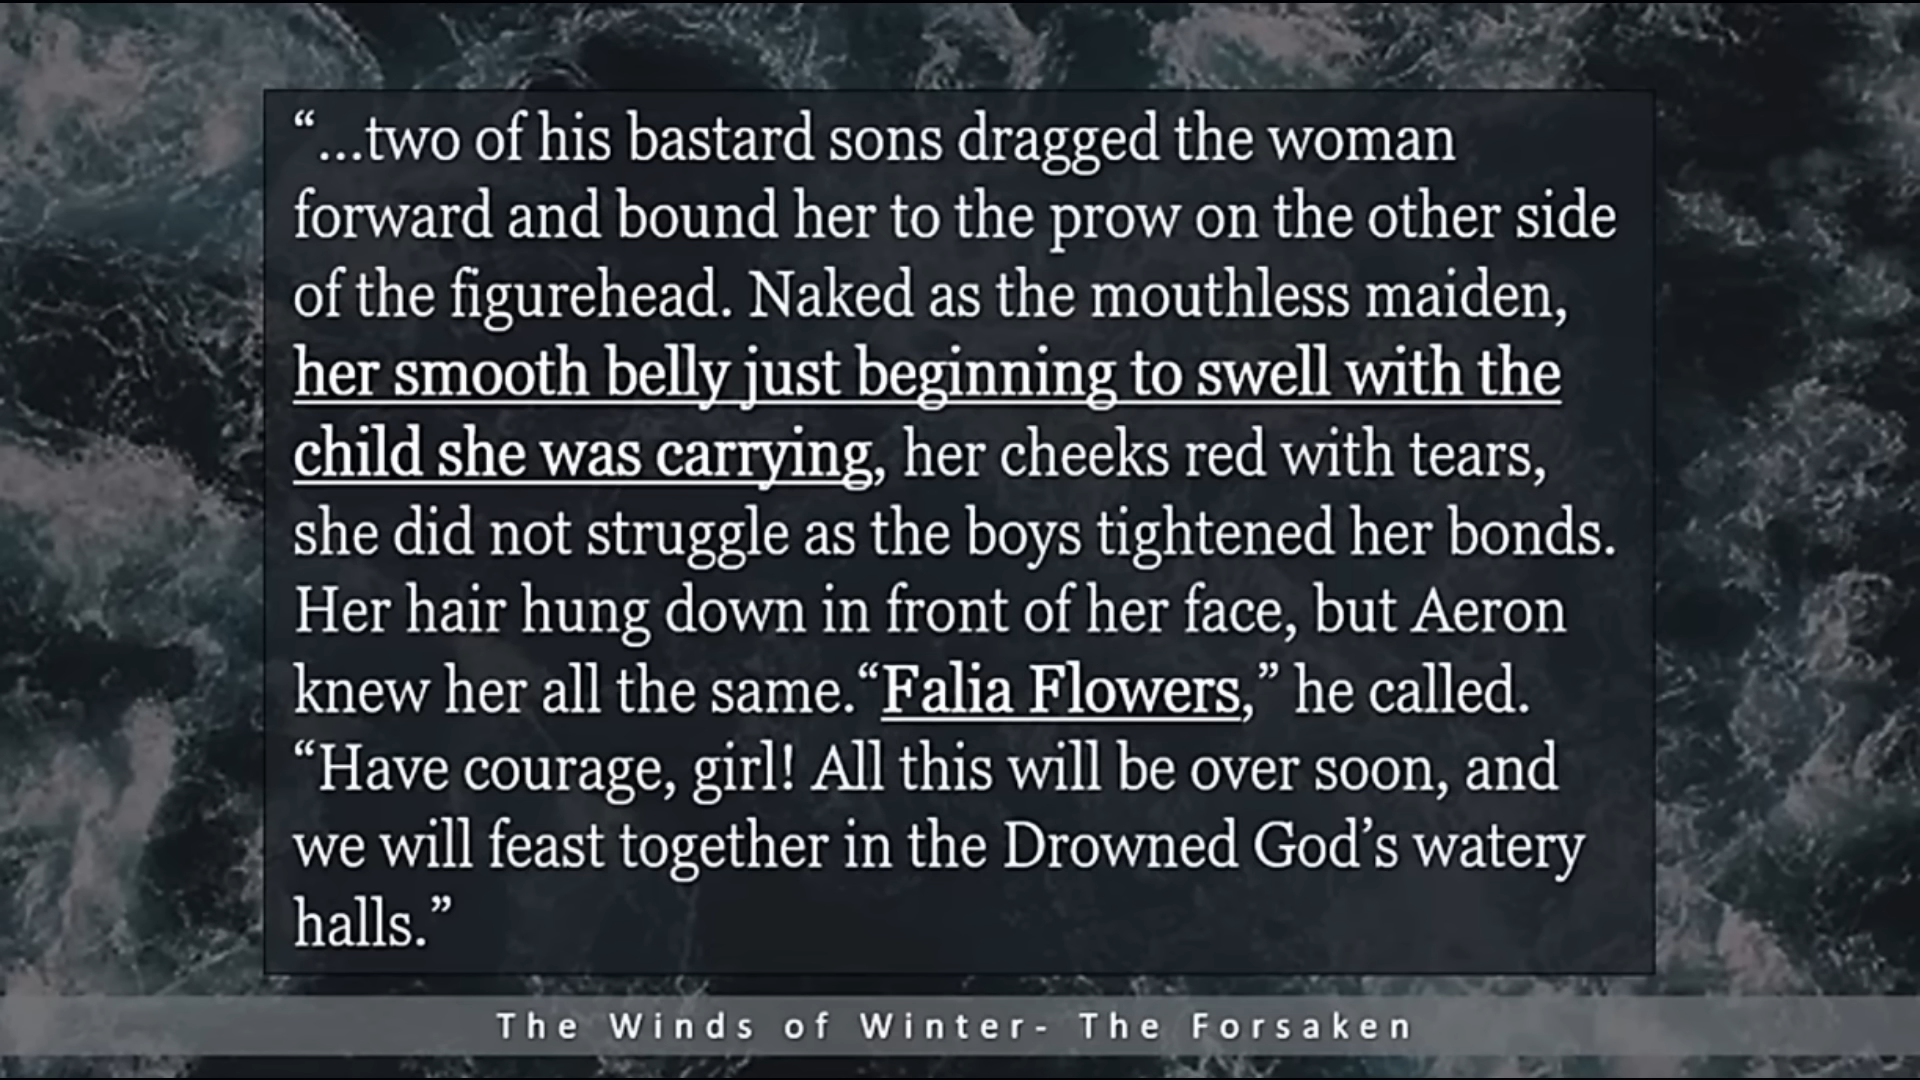 “...two of his bastard sons dragged the woman
forward and bound her to the prow on the other side
of the figurehead. Naked as the mouthless maiden,
her smooth belly just beginning to swell with the
child she was carrying, her cheeks red with tears,
she did not struggle as the boys tightened her bonds.
Her hair hung down in front of her face, but Aeron
knew her all the same.“Falia Flowers,” he called.
“Have courage, girl! All this will be over soon, and
we will feast together in the Drowned God’s watery
halls.”
The Winds of Winter- The Forsaken